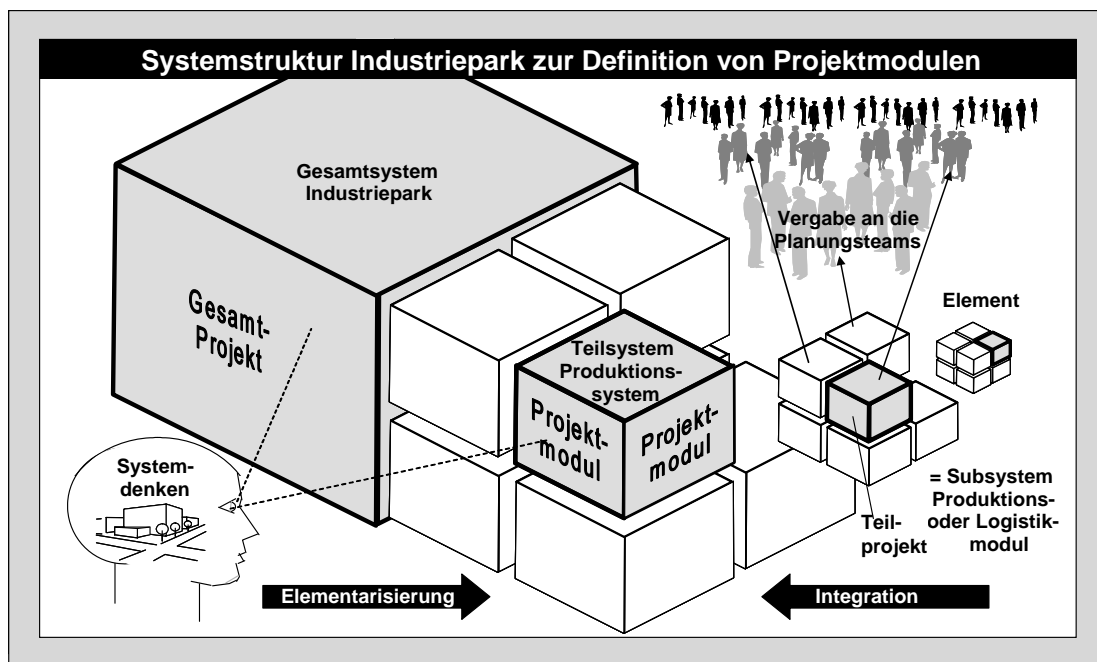 Systemstruktur Industriepark zur Definition von Projektmodulen
Gesamtsystem
Industriepark
Gesamt-
Projekt
Vergabe an die
Planungsteams
Element
Teilsystem
Produktions-
system
Projekt-
modul
Projekt-
modul
System-
denken
= Subsystem
Produktions-
oder Logistik-
modul
Teil-
projekt
Elementarisierung
Integration